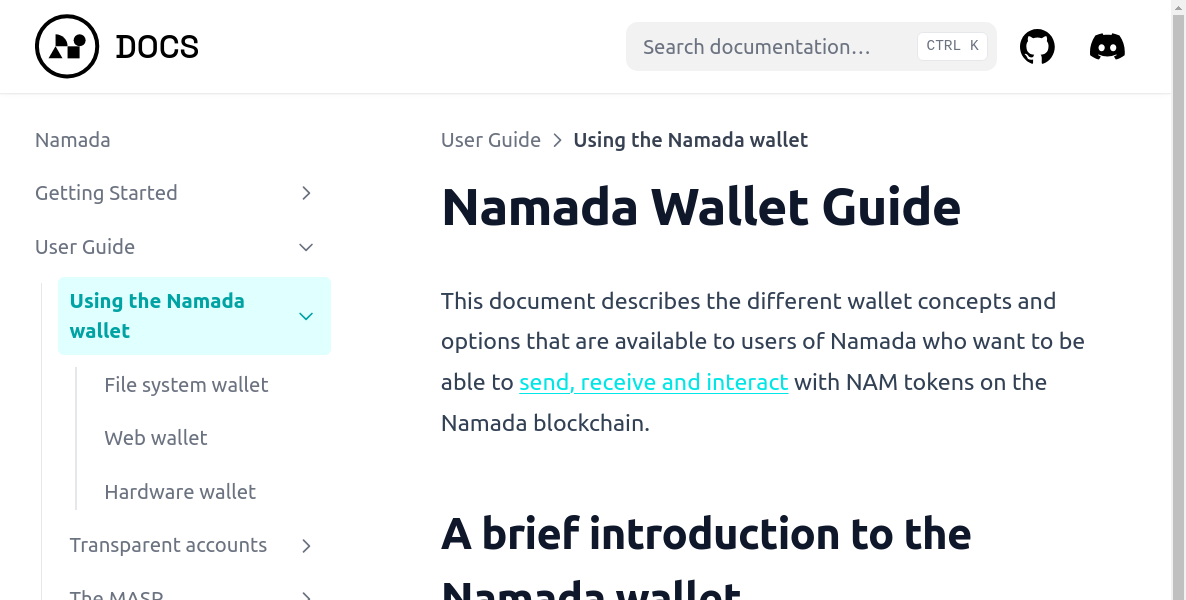 DOCS
Search documentation…
CTRL K
Namada
Getting Started
User Guide
Using the Namada
wallet
File system wallet
Web wallet
Hardware wallet
Transparent accounts
The MASP
User Guide > Using the Namada wallet
Namada Wallet Guide
This document describes the different wallet concepts and
options that are available to users of Namada who want to be
able to send, receive and interact with NAM tokens on the
Namada blockchain.
A brief introduction to the
Namada wallet